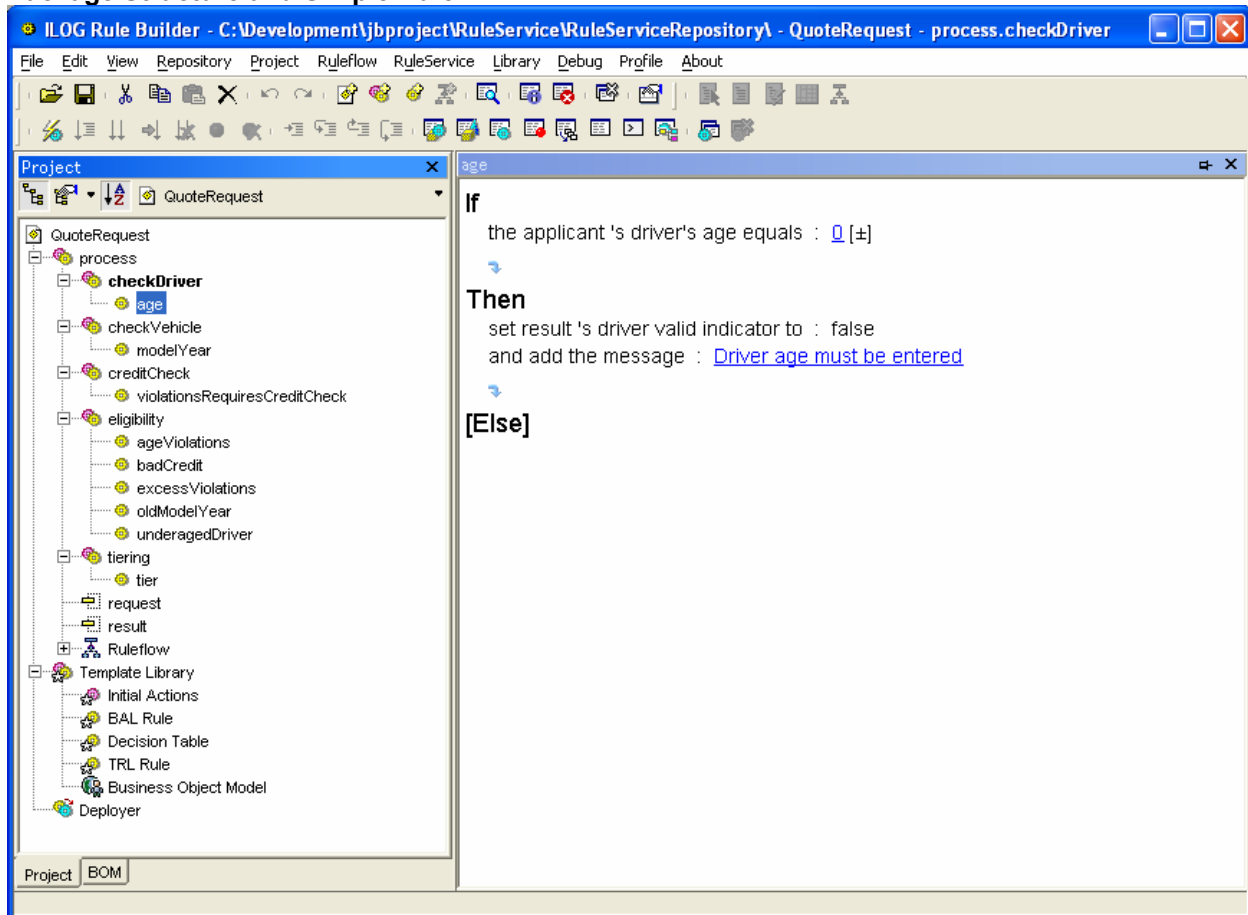 ILOG Rule Builder - C:\Development\jbproject\RuleService\RuleServiceRepository\ - QuoteRequest - process.checkDriver
File Edit View Repository Project Ruleflow RuleService Library Debug Profile About
Project
age
QuoteRequest
If
the applicant 's driver's age equals : 0 [±]
Then
set result 's driver valid indicator to : false
and add the message : Driver age must be entered
[Else]
QuoteRequest
process
checkDriver
age
checkVehicle
modelYear
creditCheck
violationsRequiresCreditCheck
eligibility
ageViolations
badCredit
excessViolations
oldModelYear
underagedDriver
tiering
tier
request
result
Ruleflow
Template Library
Initial Actions
BAL Rule
Decision Table
TRL Rule
Business Object Model
Deployer
Project BOM